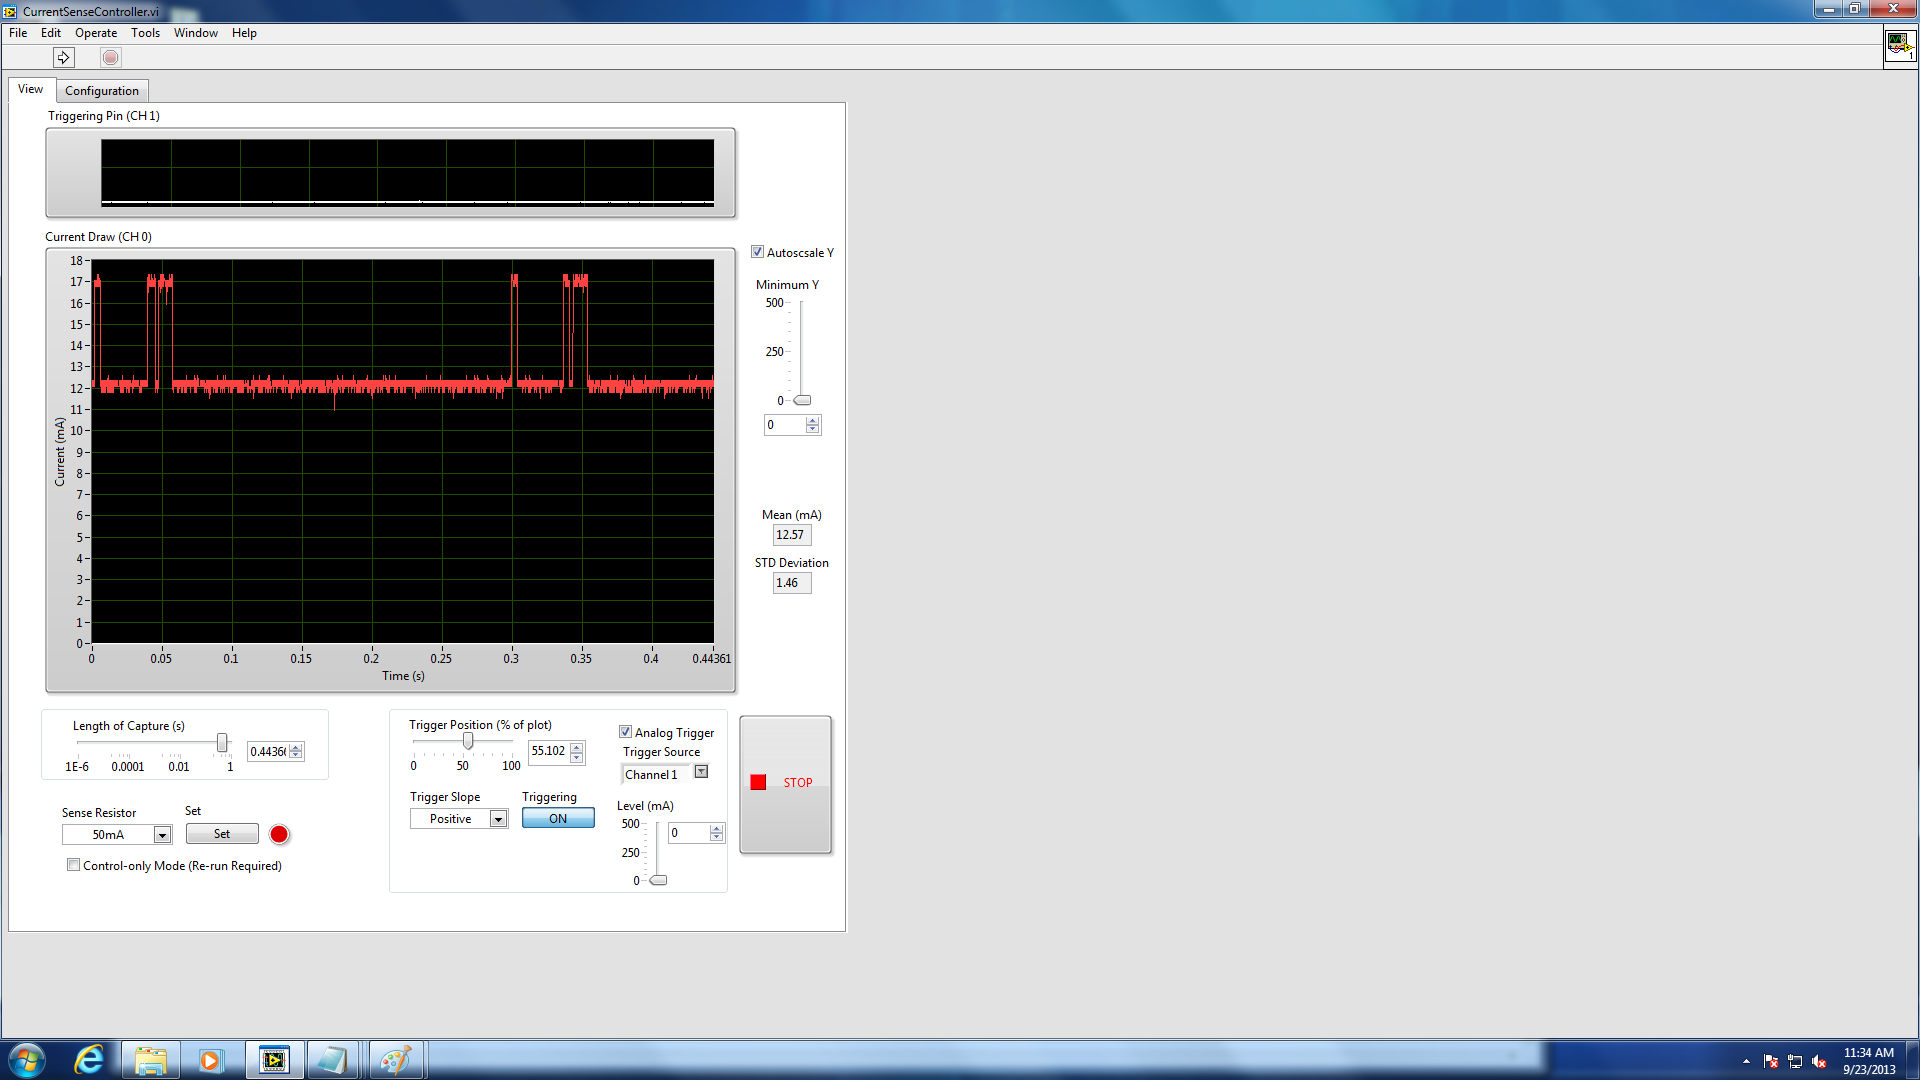 CurrentSenseController.vi
File Edit Operate Tools Window Help
1
View Configuration
Triggering Pin (CH 1)
Current Draw (CH 0)
18
17
16
15
14
13
12
11
10
9
8
7
6
5
4
3
2
1
0
Current (mA)
0 0.05 0.1 0.15 0.2 0.25 0.3 0.35 0.4 0.44361
Time (s)
Autoscsale Y
Minimum Y
500
250
0
0
Mean (mA)
12.57
STD Deviation
1.46
Length of Capture (s)
0.4436
1E-6 0.0001 0.01 1
Sense Resistor
50mA
Set
Set
Control-only Mode (Re-run Required)
Trigger Position (% of plot)
55.102
0 50 100
Trigger Slope
Positive
Triggering
ON
Analog Trigger
Trigger Source
Channel 1
Level (mA)
500
250
0
0
STOP
11:34 AM
9/23/2013